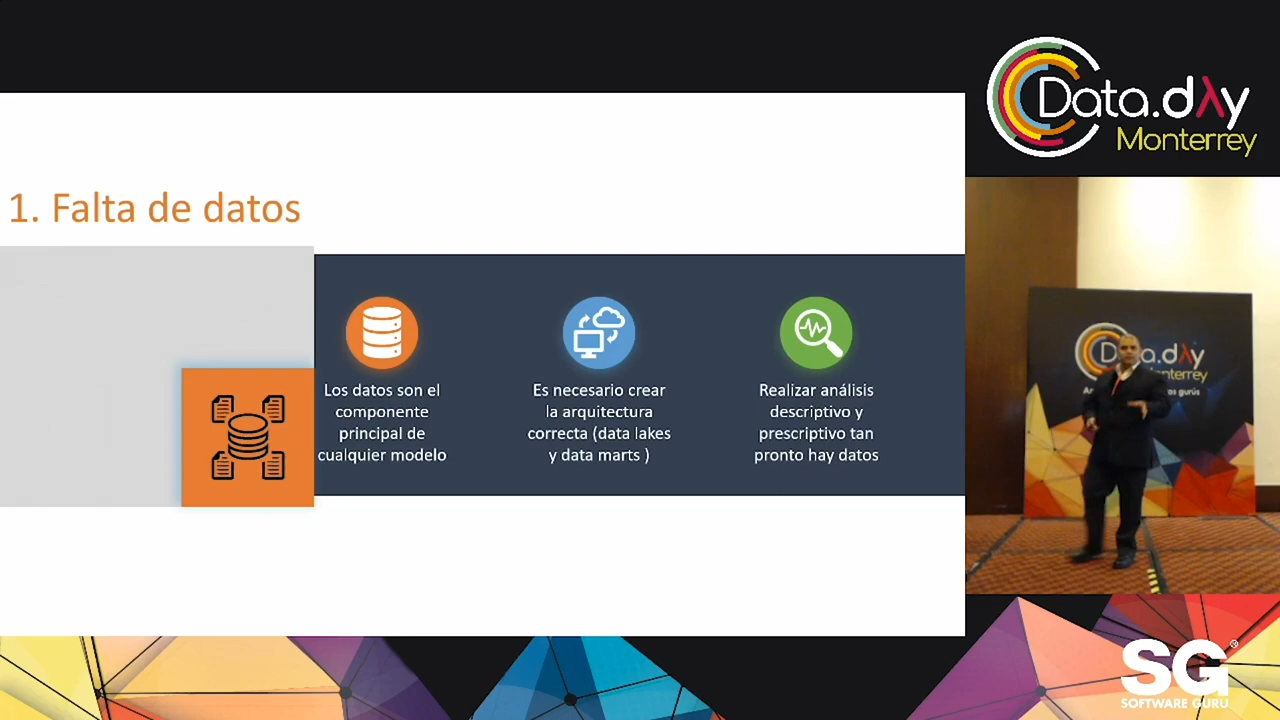 Data.dλy
Monterrey
1. Falta de datos
Los datos son el
componente
principal de
cualquier modelo
Es necesario crear
la arquitectura
correcta (data lakes
y data marts )
Realizar análisis
descriptivo y
prescriptivo tan
pronto hay datos
SG
SOFTWARE GURU